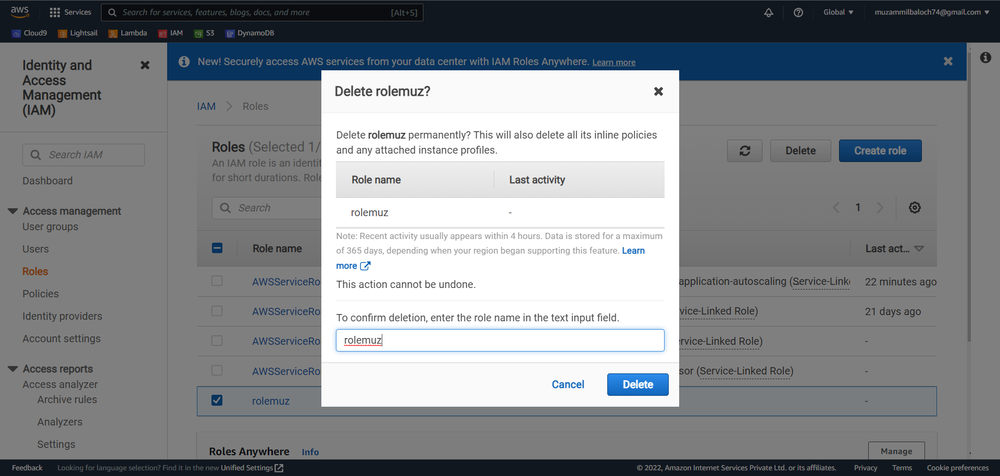 aws
Services
Search for services, features, blogs, docs, and more
[Alt+S]
Global
muzammilbaloch74@gmail.com
Cloud9
Lightsail
Lambda
IAM
S3
DynamoDB
Identity and
Access
Management
(IAM)
Search IAM
Dashboard
Access management
User groups
Users
Roles
Policies
Identity providers
Account settings
Access reports
Access analyzer
Archive rules
Analyzers
Settings
New! Securely access AWS services from your data center with IAM Roles Anywhere. Learn more
IAM
Roles
Roles (Selected 1/
An IAM role is an identit
for short durations. Role
Delete
Create role
Search
1
Role name
Last act...
AWSServiceRo
application-autoscaling (Service-Link
22 minutes ago
AWSServiceRo
vice-Linked Role)
21 days ago
AWSServiceRo
ervice-Linked Role)
-
AWSServiceRo
sor (Service-Linked Role)
-
rolemuz
-
Roles Anywhere
Info
Manage
Delete rolemuz?
Delete rolemuz permanently? This will also delete all its inline policies
and any attached instance profiles.
Role name
Last activity
rolemuz
-
Note: Recent activity usually appears within 4 hours. Data is stored for a maximum
of 365 days, depending when your region began supporting this feature. Learn
more
This action cannot be undone.
To confirm deletion, enter the role name in the text input field.
rolemuz
Cancel
Delete
Feedback
Looking for language selection? Find it in the new Unified Settings
© 2022, Amazon Internet Services Private Ltd. or its affiliates.
Privacy
Terms
Cookie preferences